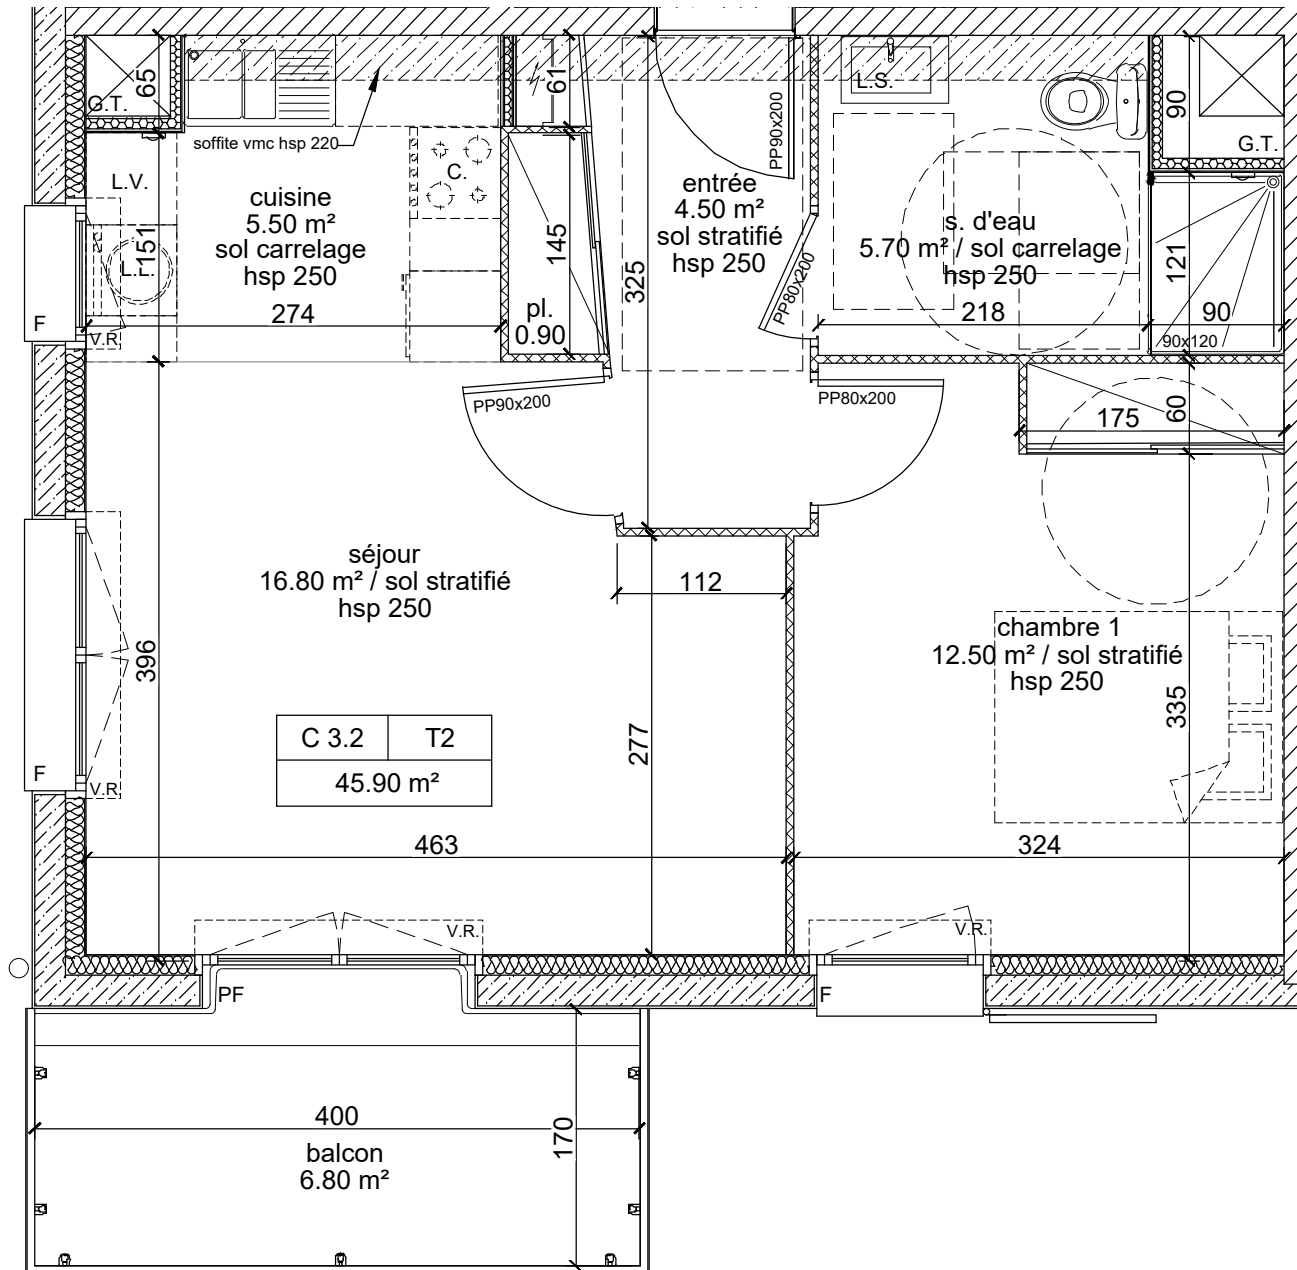 65
G.T.
61
L.S.
90
G.T.
PP90x200
soffite vmc hsp 220
L.V.
C.
cuisine
5.50 m²
sol carrelage
hsp 250
entrée
4.50 m²
sol stratifié
hsp 250
s. d'eau
5.70 m² / sol carrelage
hsp 250
151
L.L.
145
325
PP80x200
121
274
pl.
0.90
218
90
F
V.R
90x120
PP90x200
PP80x200
175
60
séjour
16.80 m² / sol stratifié
hsp 250
112
chambre 1
12.50 m² / sol stratifié
hsp 250
396
277
335
C 3.2
T2
45.90 m²
F
V.R
463
324
V.R.
V.R.
PF
F
400
170
balcon
6.80 m²